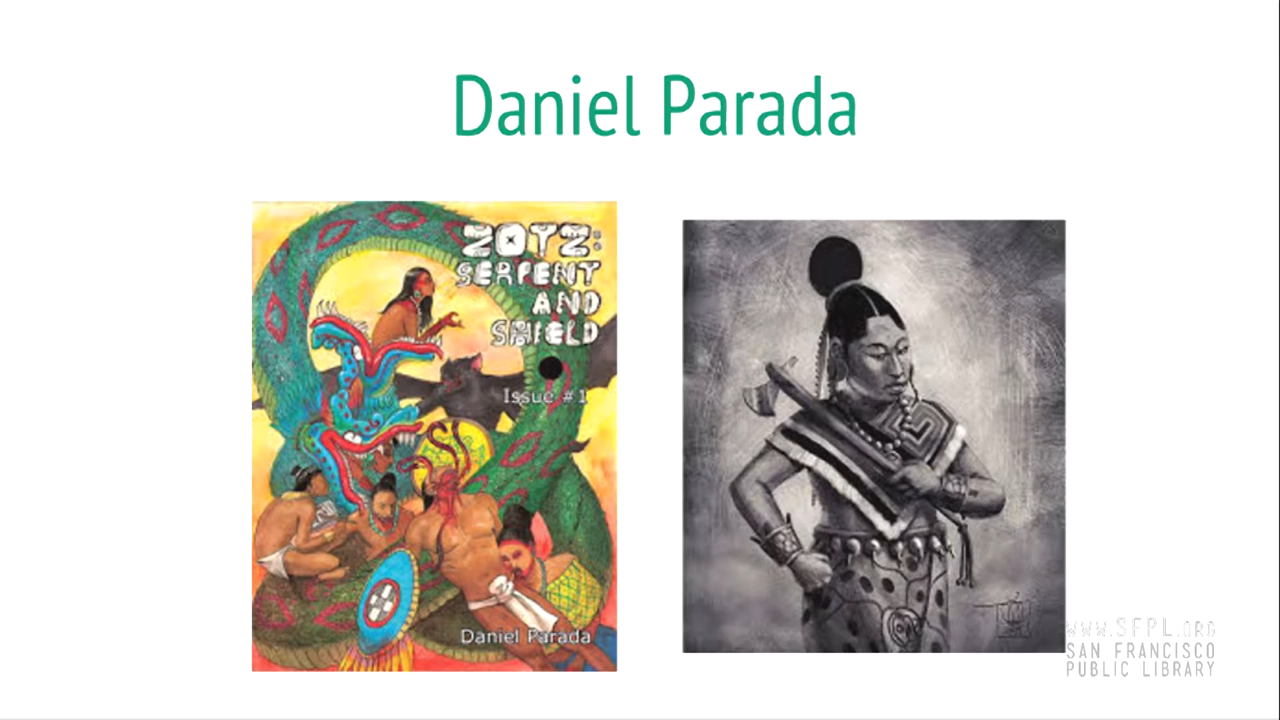 Daniel Parada
ZOTZ:
SERPENT
AND
SHIELD
Issue #1
Daniel Parada
WWW.SFPL.ORG
SAN FRANCISCO
PUBLIC LIBRARY